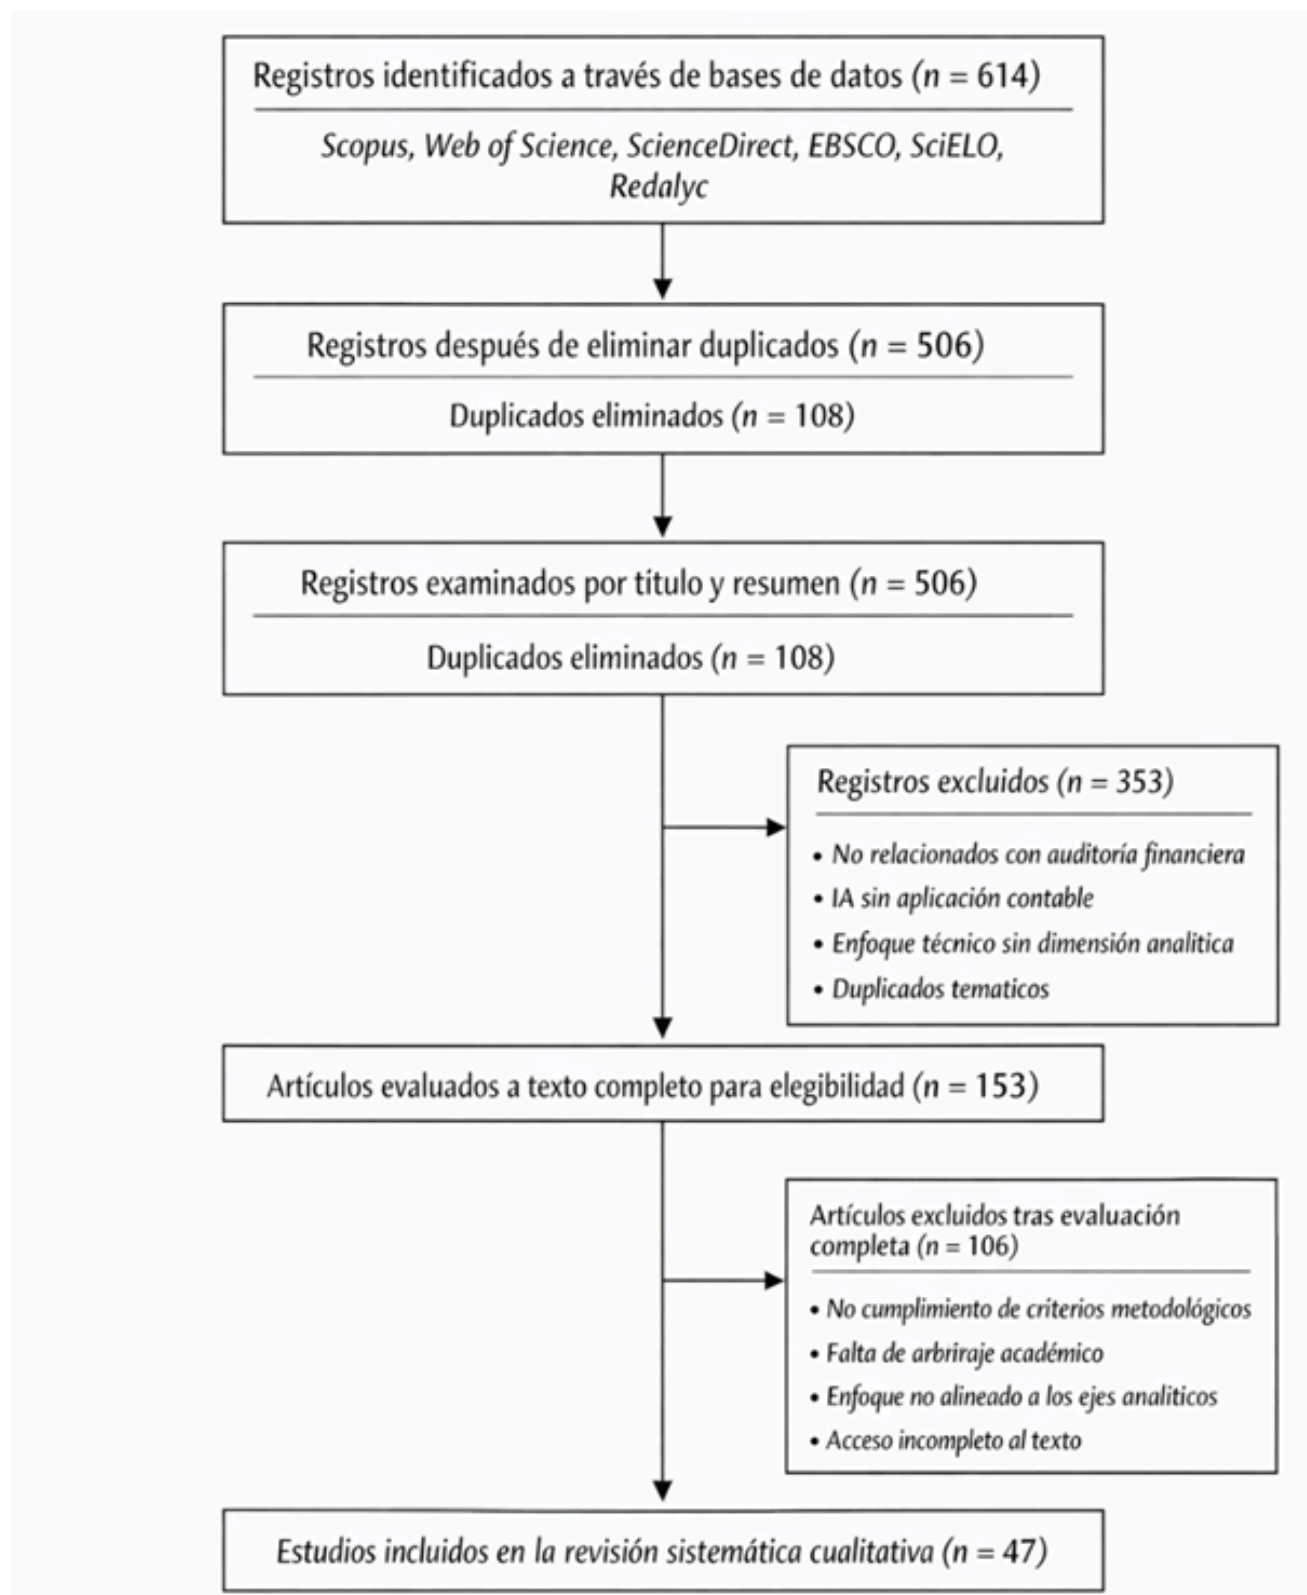 Registros identificados a través de bases de datos (n = 614)
Scopus, Web of Science, ScienceDirect, EBSCO, SciELO,
Redalyc
Registros después de eliminar duplicados (n = 506)
Duplicados eliminados (n = 108)
Registros examinados por título y resumen (n = 506)
Duplicados eliminados (n = 108)
Registros excluidos (n = 353)
• No relacionados con auditoría financiera
• IA sin aplicación contable
• Enfoque técnico sin dimensión analitica
• Duplicados tematicos
Artículos evaluados a texto completo para elegibilidad (n = 153)
Artículos excluidos tras evaluación
completa (n = 106)
• No cumplimiento de criterios metodológicos
• Falta de arbriraje académico
• Enfoque no alineado a los ejes analiticos
• Acceso incompleto al texto
Estudios incluidos en la revisión sistemática cualitativa (n = 47)